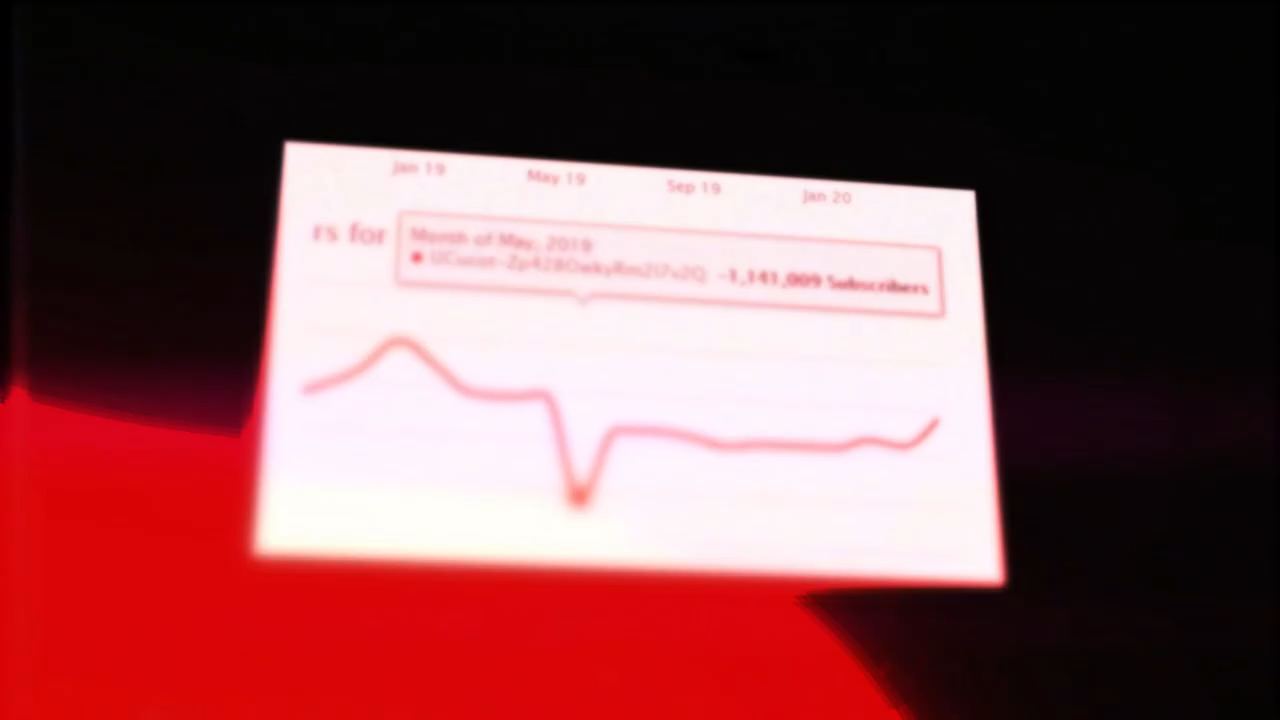 Jan 19
May 19
Sep 19
Jan 20
rs for
Month of May, 2019
-1,141,009 Subscribers